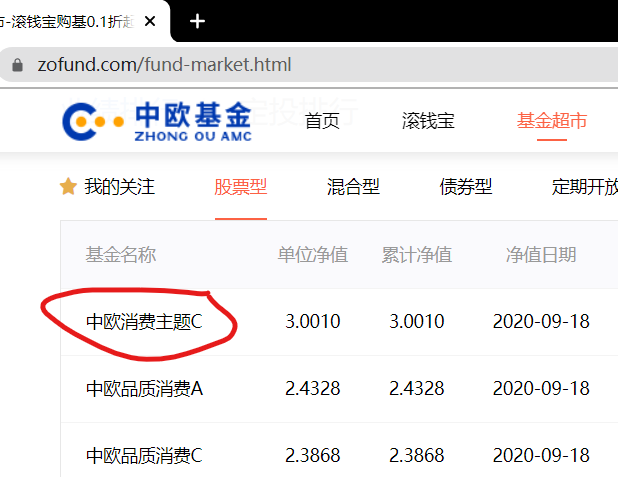 市-滚钱宝购基0.1折起
zofund.com/fund-market.html
中欧基金 首页 滚钱宝 基金超市
ZHONG OU AMC
我的关注 股票型 混合型 债券型 定期开放
基金名称 单位净值 累计净值 净值日期
中欧消费主题C 3.0010 3.0010 2020-09-18
中欧品质消费A 2.4328 2.4328 2020-09-18
中欧品质消费C 2.3868 2.3868 2020-09-18